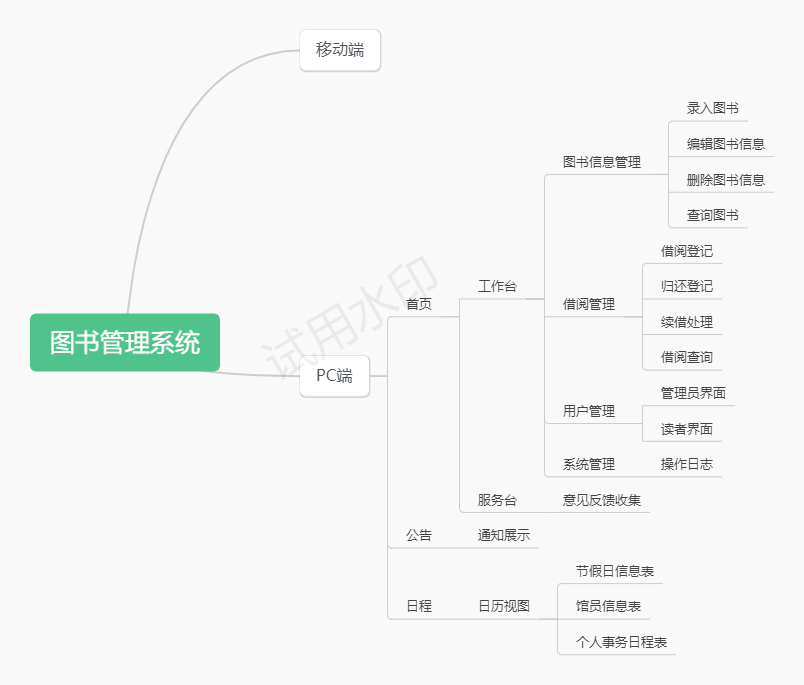 移动端
录入图书
编辑图书信息
图书信息管理
删除图书信息
查询图书
借阅登记
工作台
归还登记
首页
借阅管理
续借处理
试用水印
图书管理系统
借阅查询
PC端
管理员界面
用户管理
读者界面
系统管理
操作日志
服务台
意见反馈收集
公告
通知展示
节假日信息表
日程
日历视图
馆员信息表
个人事务日程表